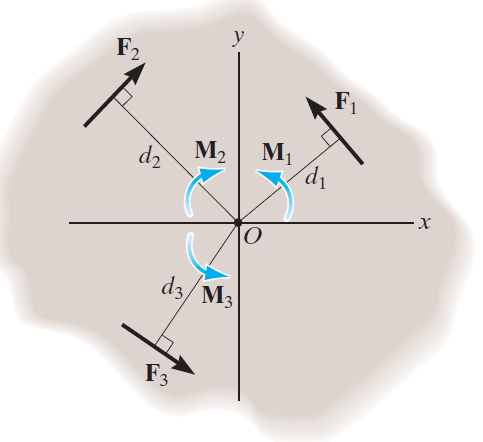 y
F₂
F₁
d₂
M₂
M₁
d₁
x
O
d₃
M₃
F₃